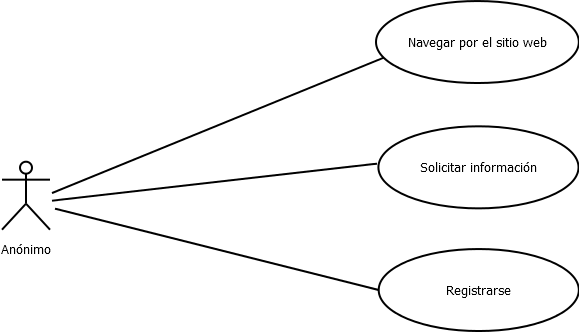 Navegar por el sitio web
Solicitar información
Anónimo
Registrarse